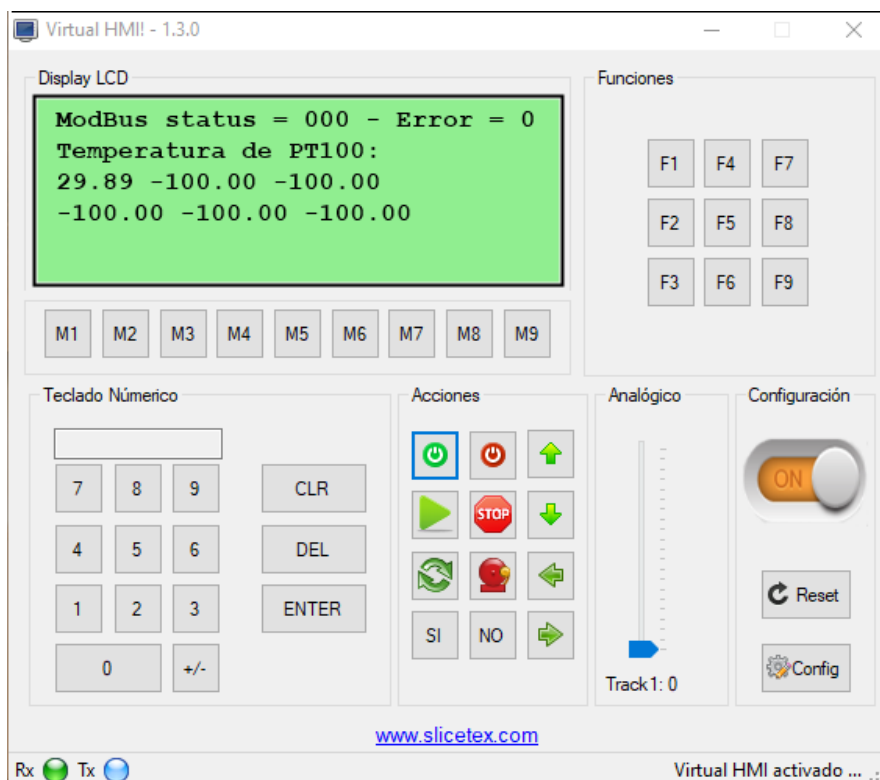 Virtual HMI! - 1.3.0
Display LCD
ModBus status = 000 - Error = 0
Temperatura de PT100:
29.89 -100.00 -100.00
-100.00 -100.00 -100.00
M1 M2 M3 M4 M5 M6 M7 M8 M9
Funciones
F1 F4 F7
F2 F5 F8
F3 F6 F9
Teclado Númerico
7 8 9 CLR
4 5 6 DEL
1 2 3 ENTER
0 +/-
Acciones
STOP
SI NO
Analógico
Track1: 0
Configuración
ON
Reset
Config
www.slicetex.com
Rx Tx Virtual HMI activado ...